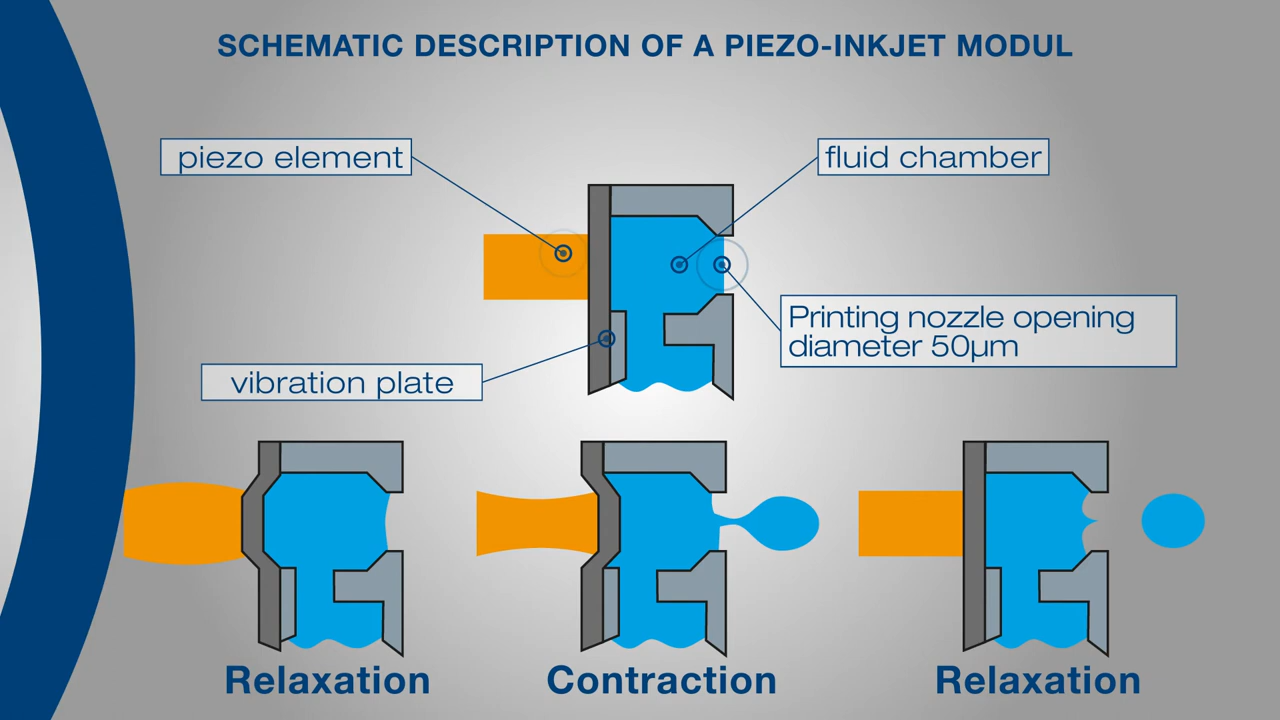 SCHEMATIC DESCRIPTION OF A PIEZO-INKJET MODUL
piezo element
fluid chamber
Printing nozzle opening
diameter 50µm
vibration plate
Relaxation
Contraction
Relaxation